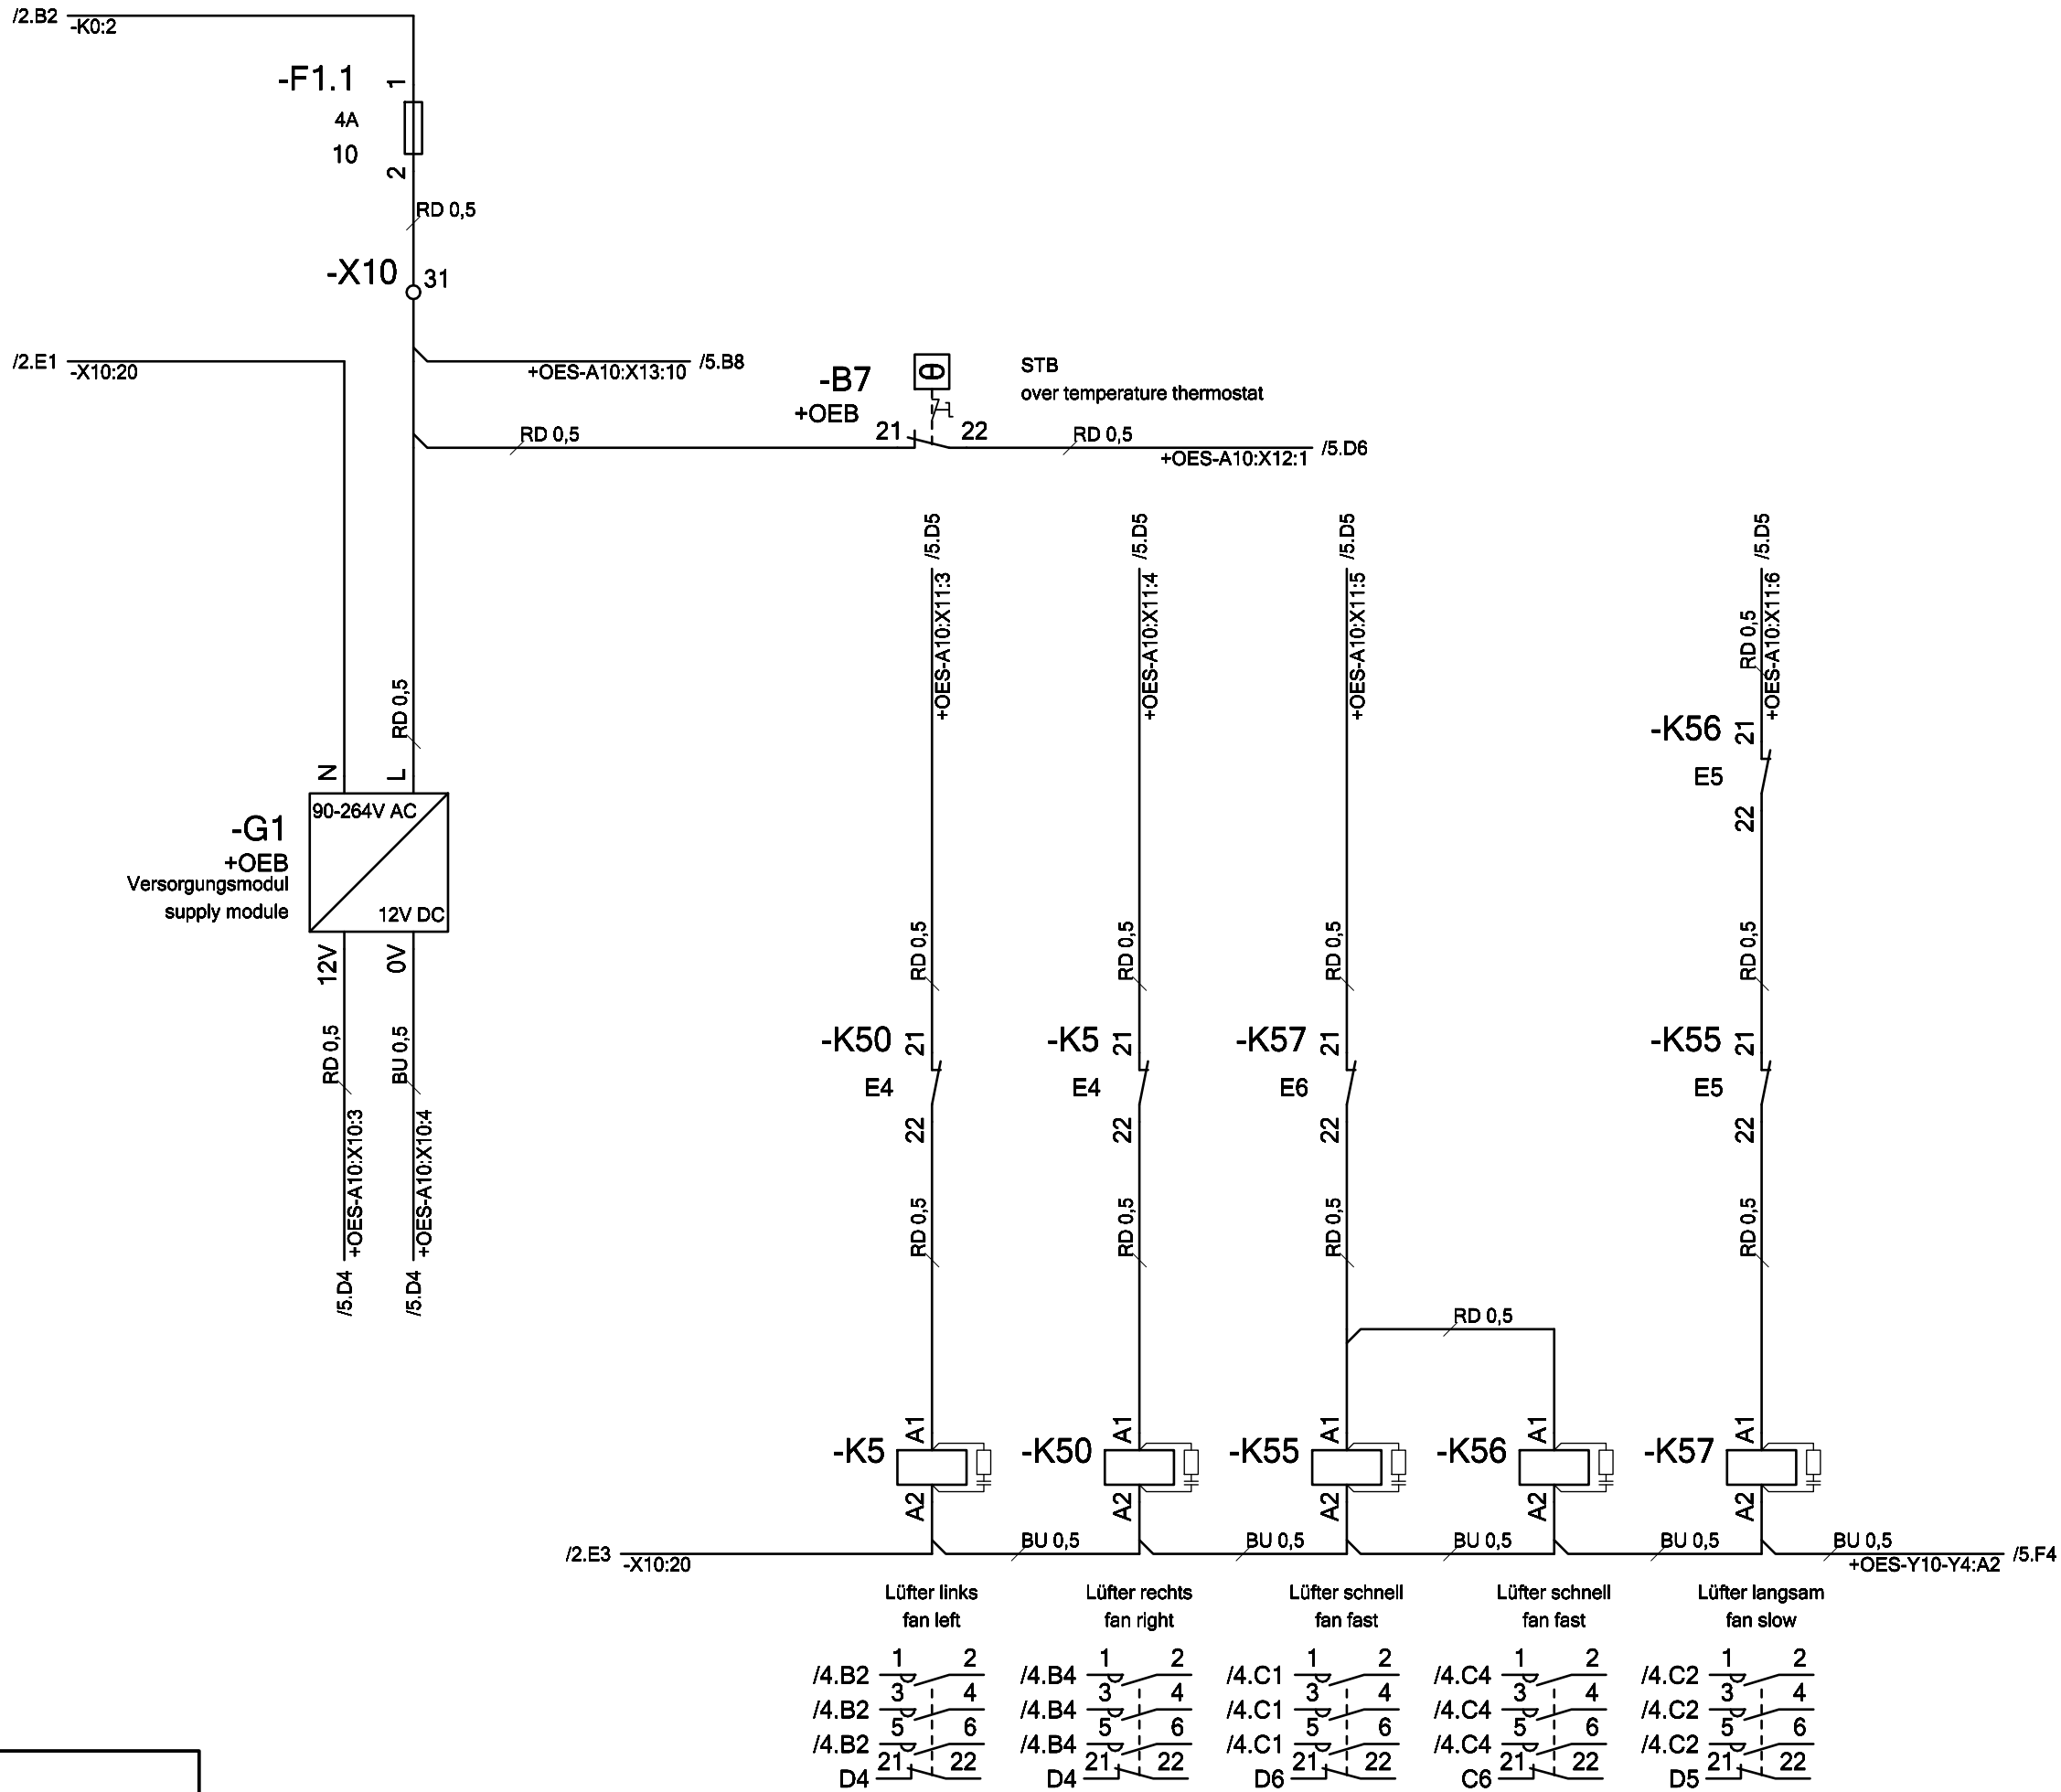 /2.B2
-K0:2
-F1.1
1
4A
10
2
RD 0,5
-X10
31
/2.E1
-X10:20
+OES-A10:X13:10
/5.B8
-B7
+OEB
Θ
STB
over temperature thermostat
RD 0,5
21
22
RD 0,5
+OES-A10:X12:1
/5.D6
/5.D5
/5.D5
/5.D5
/5.D5
+OES-A10:X11:3
+OES-A10:X11:4
+OES-A10:X11:5
RD 0,5
+OES-A10:X11:6
RD 0,5
-K56
21
E5
22
N
L
90-264V AC
12V DC
-G1
+OEB
Versorgungsmodul
supply module
12V
0V
RD 0,5
BU 0,5
+OES-A10:X10:3
+OES-A10:X10:4
/5.D4
/5.D4
RD 0,5
RD 0,5
RD 0,5
RD 0,5
-K50
21
E4
22
-K5
21
E4
22
-K57
21
E6
22
-K55
21
E5
22
RD 0,5
RD 0,5
RD 0,5
RD 0,5
RD 0,5
-K5
A1
A2
-K50
A1
A2
-K55
A1
A2
-K56
A1
A2
-K57
A1
A2
/2.E3
-X10:20
BU 0,5
BU 0,5
BU 0,5
BU 0,5
BU 0,5
+OES-Y10-Y4:A2
/5.F4
Lüfter links
fan left
Lüfter rechts
fan right
Lüfter schnell
fan fast
Lüfter schnell
fan fast
Lüfter langsam
fan slow
/4.B2 1 2
/4.B2 3 4
/4.B2 5 6
D4 21 22
/4.B4 1 2
/4.B4 3 4
/4.B4 5 6
D4 21 22
/4.C1 1 2
/4.C1 3 4
/4.C1 5 6
D6 21 22
/4.C4 1 2
/4.C4 3 4
/4.C4 5 6
C6 21 22
/4.C2 1 2
/4.C2 3 4
/4.C2 5 6
D5 21 22